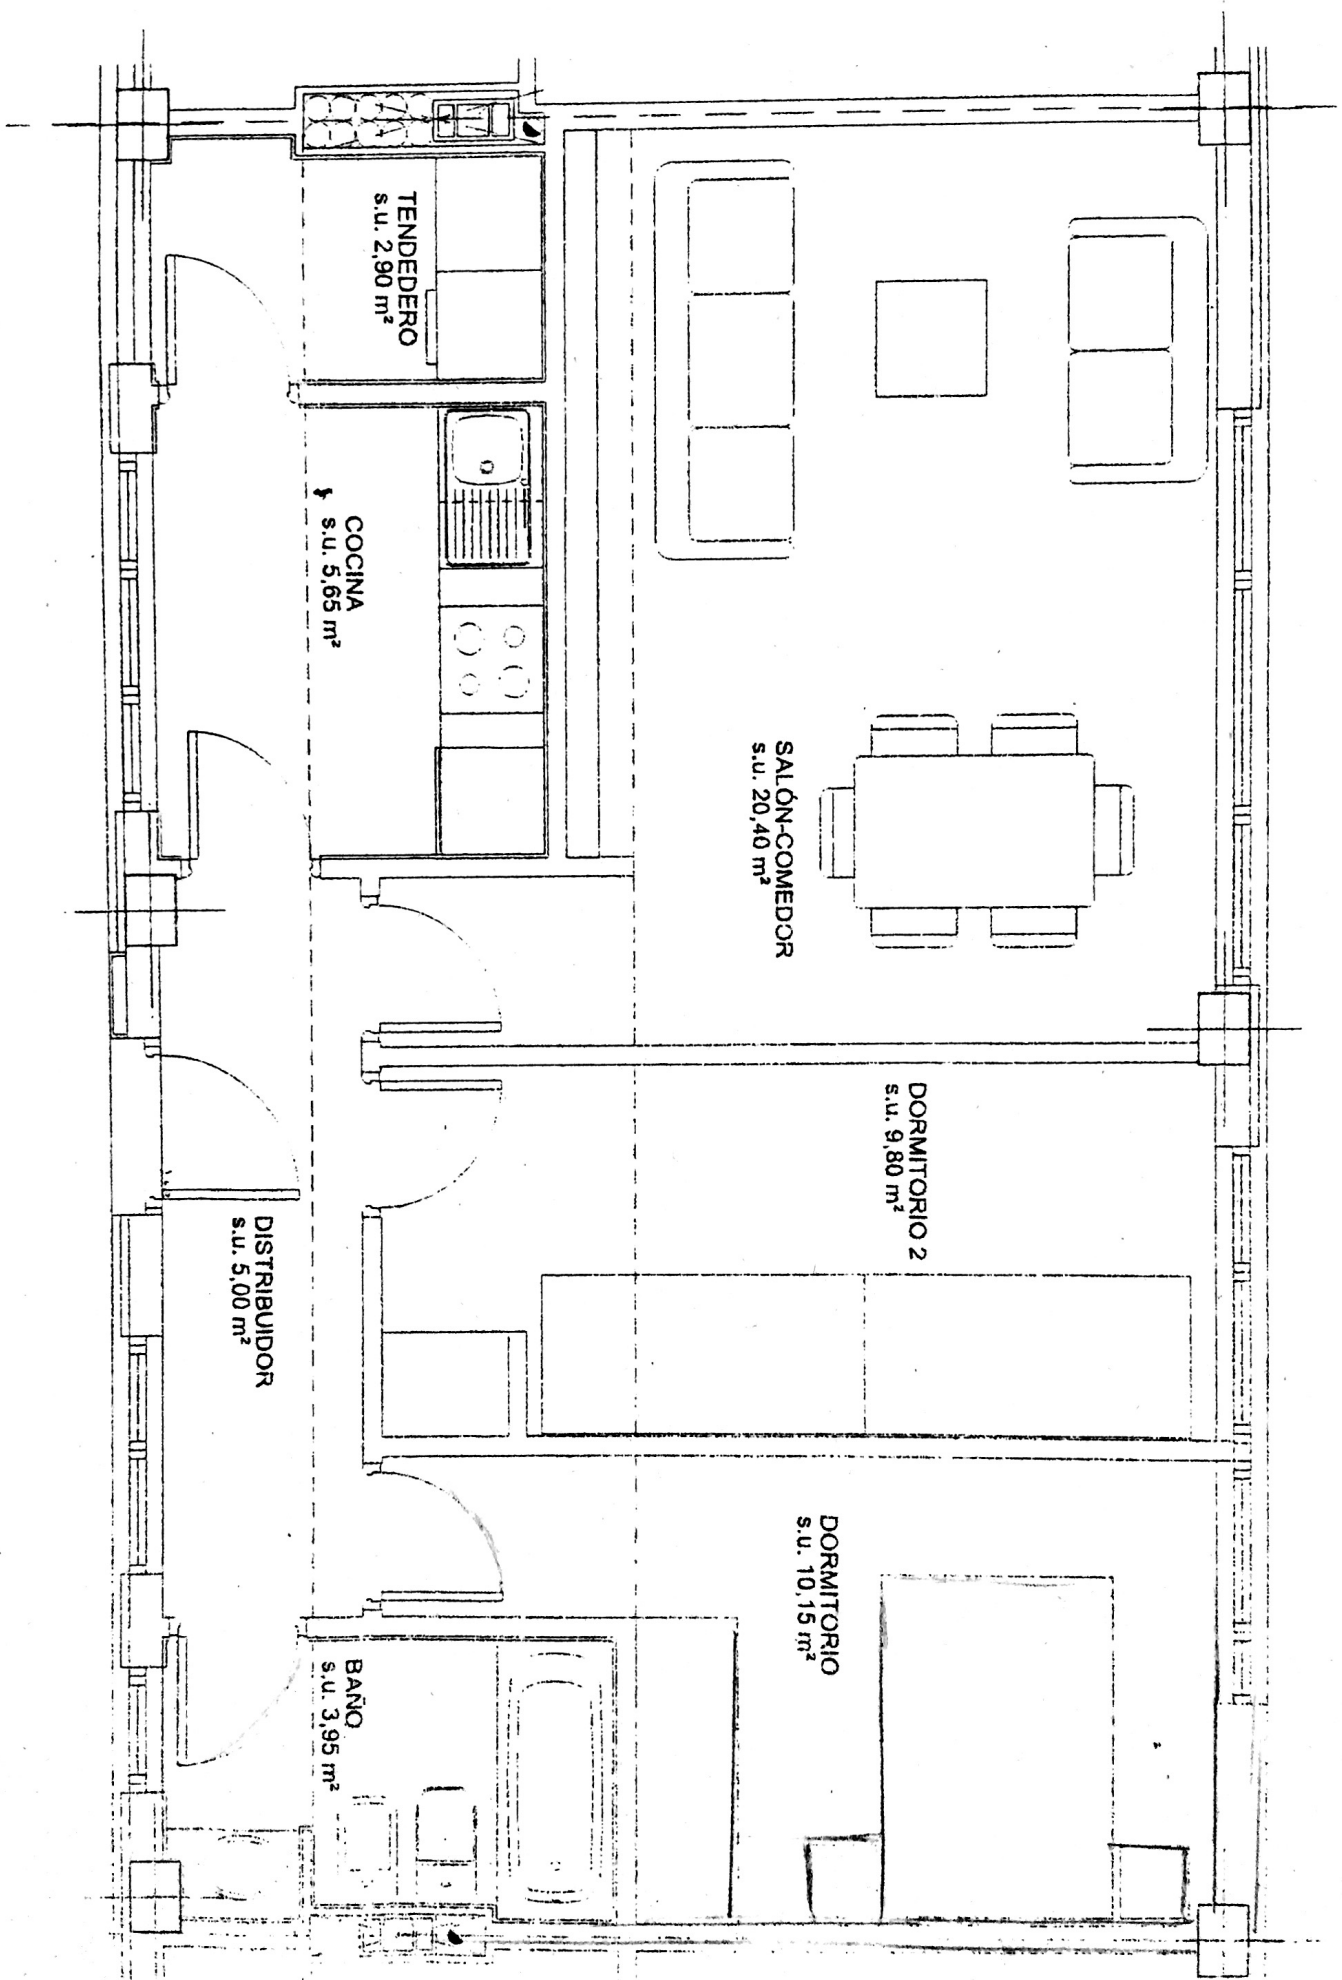 TENDEDERO
s.u. 2,90 m²
COCINA
s.u. 5,65 m²
SALÓN-COMEDOR
s.u. 20,40 m²
DORMITORIO 2
s.u. 9,80 m²
DISTRIBUIDOR
s.u. 5,00 m²
DORMITORIO
s.u. 10,15 m²
BAÑO
s.u. 3,95 m²